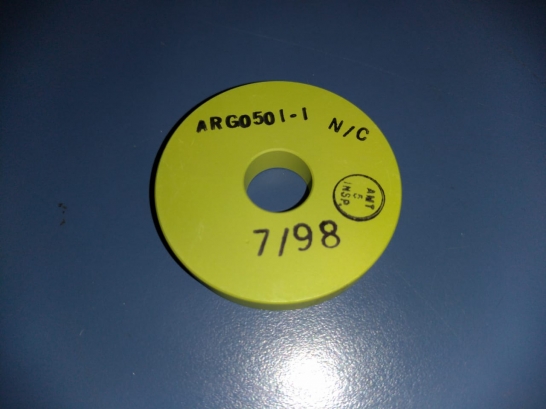 ARG0501-1 N/C
AMT
5
INSP.
7/98